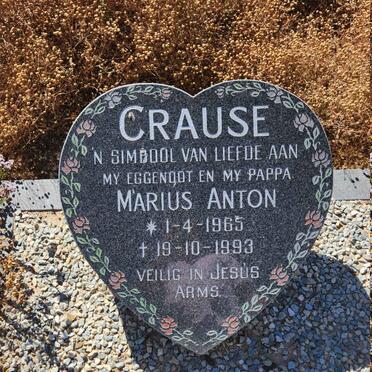 CRAUSE
'N SIMBOOL VAN LIEFDE AAN
MY EGGENOOT EN MY PAPPA
MARIUS ANTON
* 1-4-1965
† 19-10-1993
VEILIG IN JESUS
ARMS.